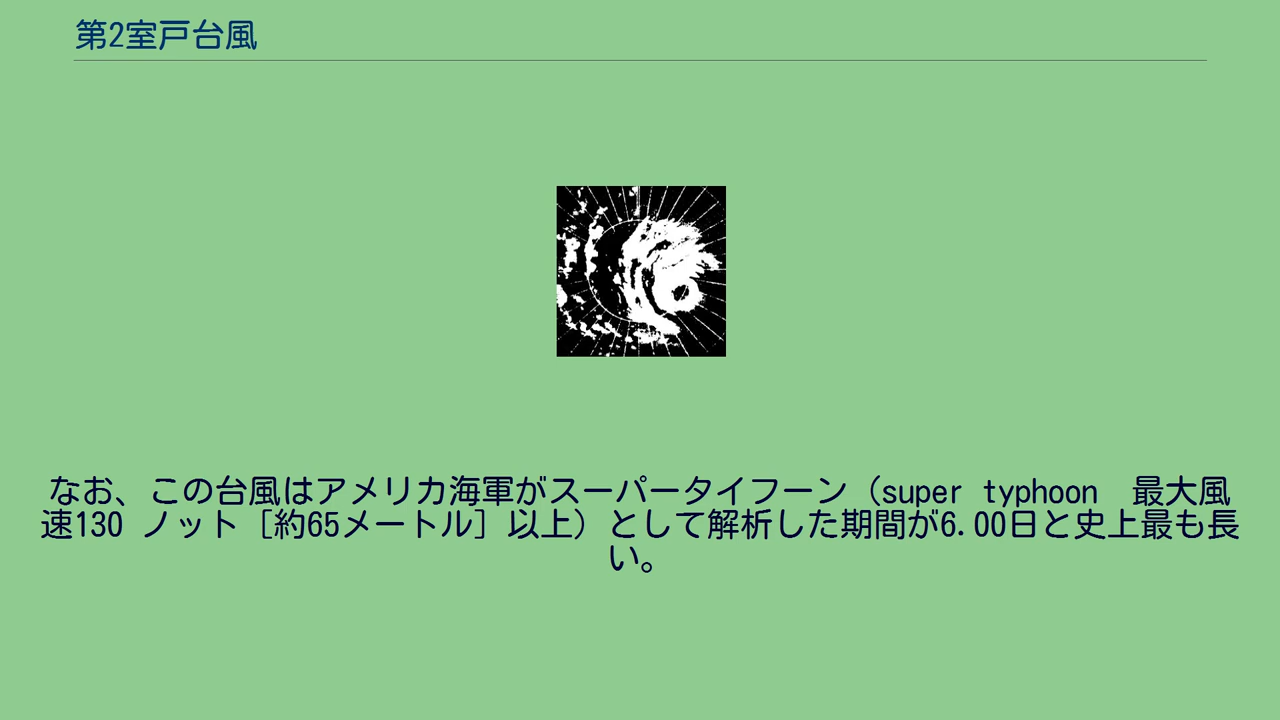 第2室戸台風
なお、この台風はアメリカ海軍がスーパータイフーン（super typhoon　最大風
速130 ノット［約65メートル］以上）として解析した期間が6.00日と史上最も長
い。